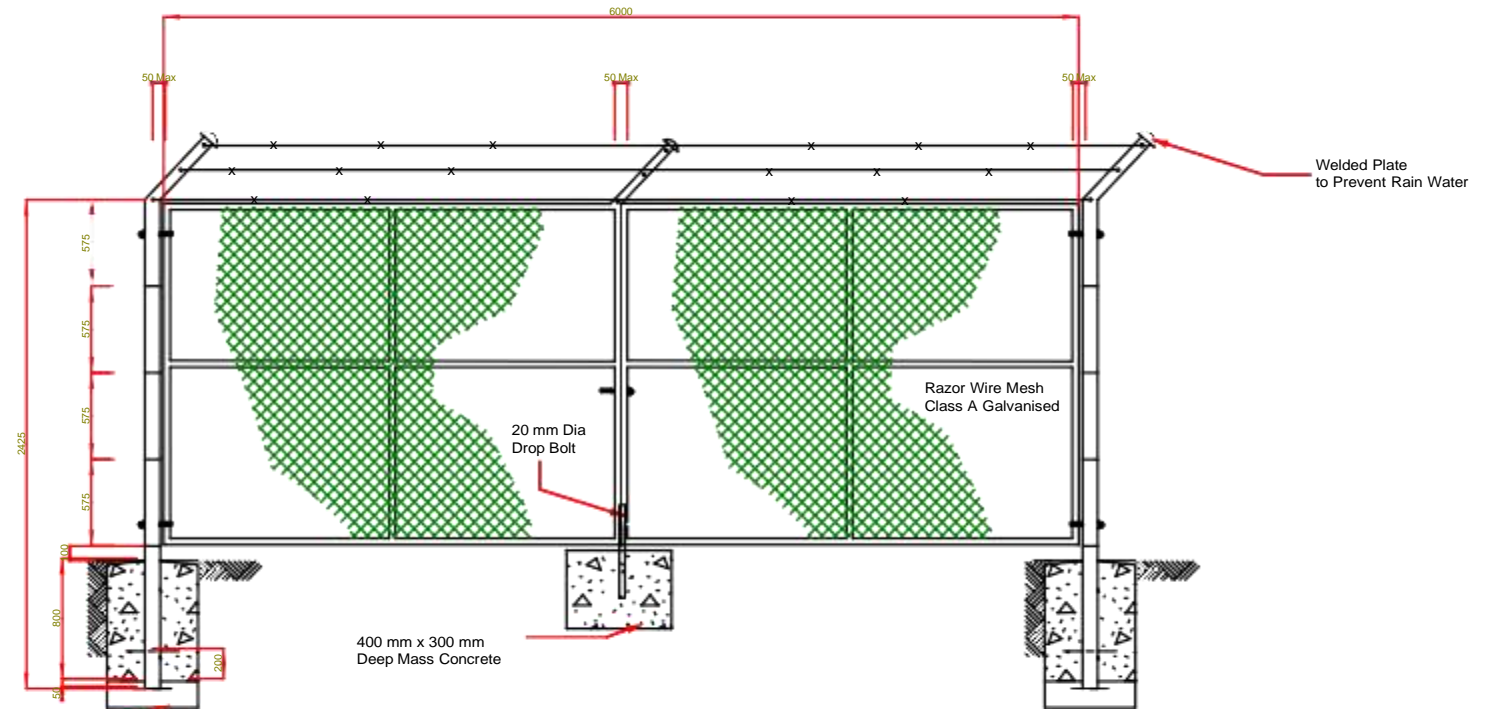 6000
50 Max
50 Max
50 Max
x x x x x x
x x x x x x
x x x x
Welded Plate
to Prevent Rain Water
575
575
575
575
2425
Razor Wire Mesh
Class A Galvanised
20 mm Dia
Drop Bolt
100
800
200
50
400 mm x 300 mm
Deep Mass Concrete